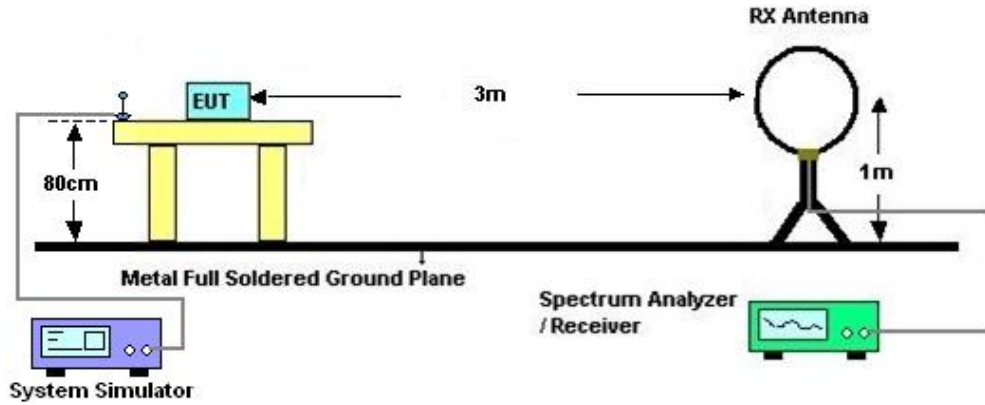 RX Antenna
EUT
3m
80cm
1m
Metal Full Soldered Ground Plane
Spectrum Analyzer
/ Receiver
System Simulator